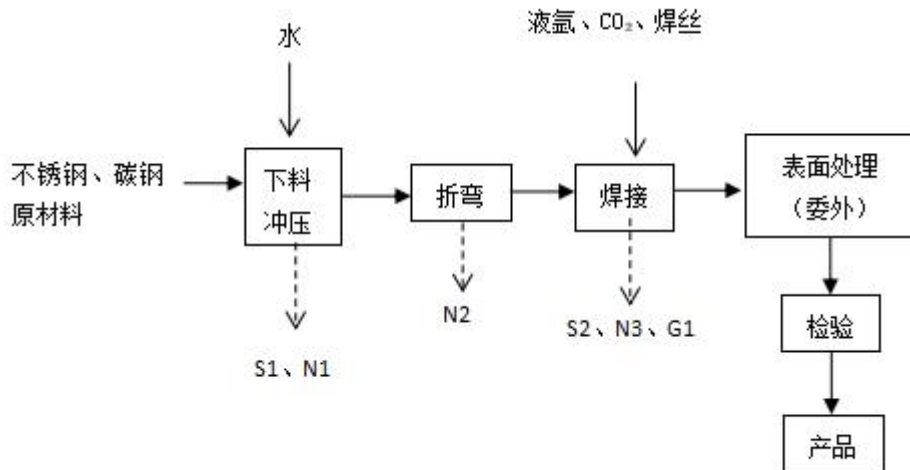 水
液氩、CO₂、焊丝
不锈钢、碳钢
原材料
下料
冲压
折弯
焊接
表面处理
（委外）
S1、N1
N2
S2、N3、G1
检验
产品